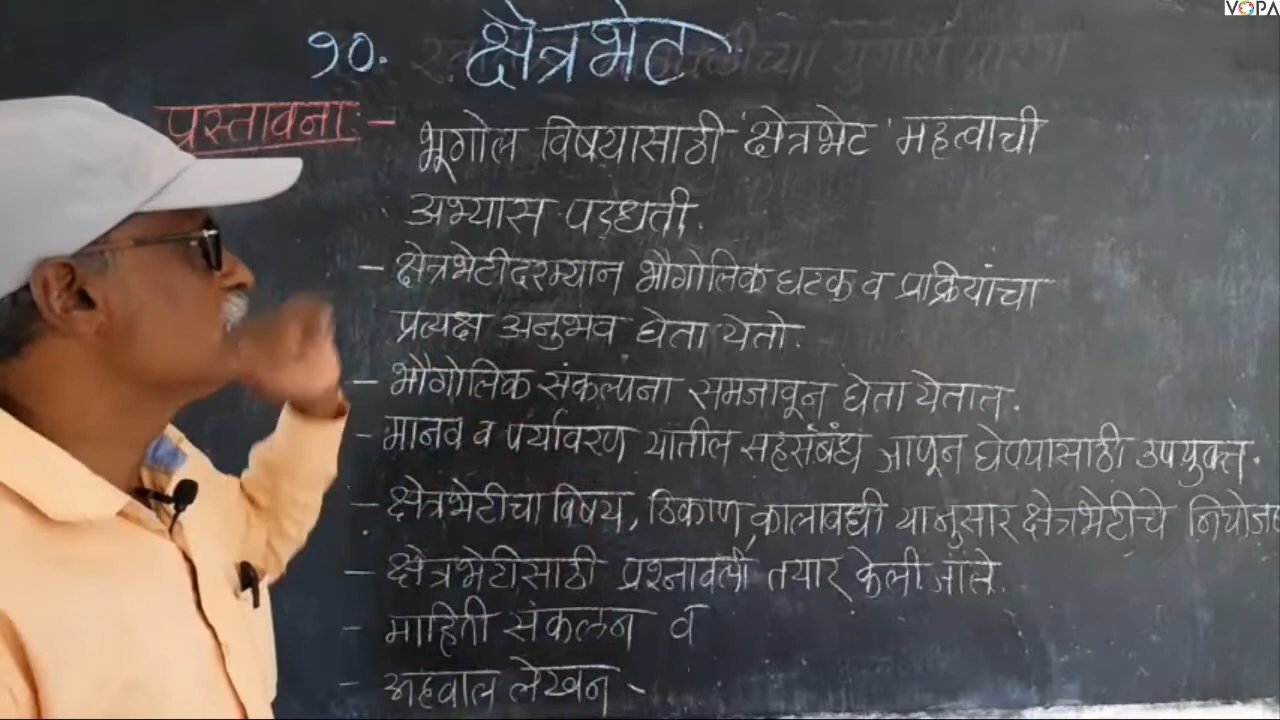 VOPA
१०. क्षेत्रभेट
प्रस्तावना :-
भूगोल विषयासाठी 'क्षेत्रभेट' महत्वाची
अभ्यास पद्धती.
- क्षेत्रभेटीदरम्यान भौगोलिक घटक व प्रक्रियांचा
प्रत्यक्ष अनुभव घेता येतो.
- भौगोलिक संकल्पना समजावून घेता येतात.
- मानव व पर्यावरण यातील सहसंबंध जाणून घेण्यासाठी उपयुक्त.
- क्षेत्रभेटीचा विषय, ठिकाण, कालावधी यानुसार क्षेत्रभेटीचे नियोज
- क्षेत्रभेटीसाठी प्रश्नावली तयार केली जाते.
- माहिती संकलन व
- अहवाल लेखन -